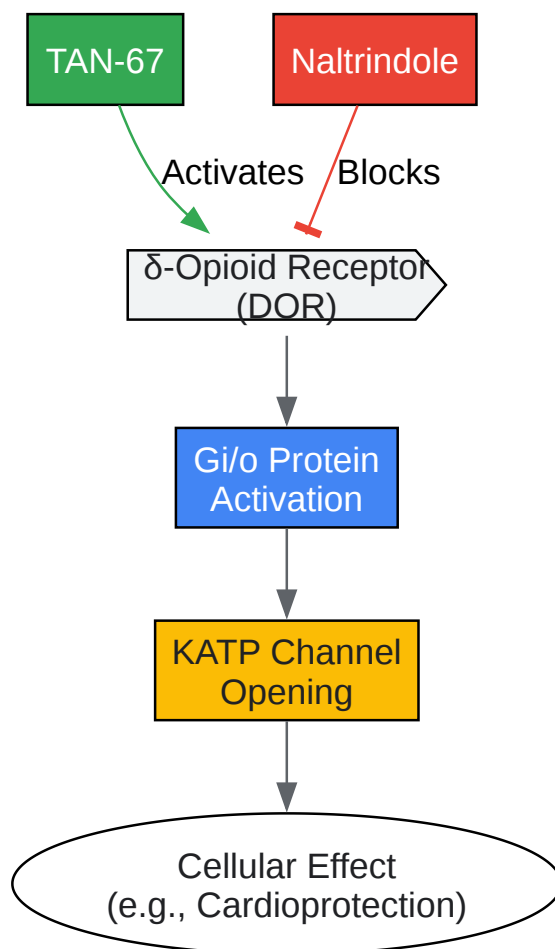 TAN-67
Naltrindole
Activates
Blocks
δ-Opioid Receptor
(DOR)
Gi/o Protein
Activation
KATP Channel
Opening
Cellular Effect
(e.g., Cardioprotection)